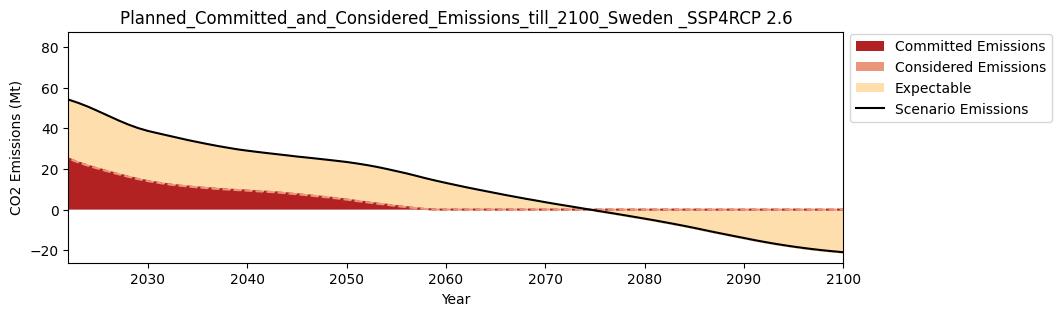 Planned_Committed_and_Considered_Emissions_till_2100_Sweden _SSP4RCP 2.6
CO2 Emissions (Mt)
80
60
40
20
0
−20
2030
2040
2050
2060
2070
2080
2090
2100
Year
Committed Emissions
Considered Emissions
Expectable
Scenario Emissions